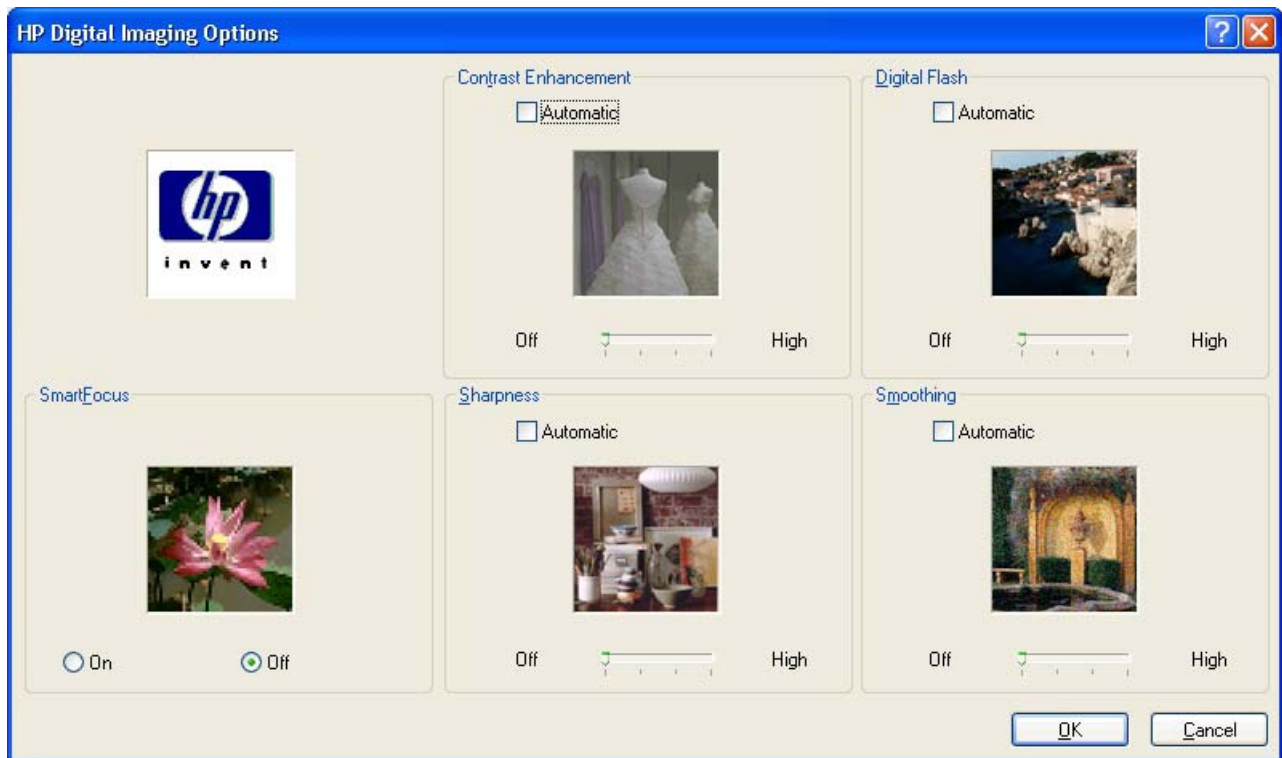 HP Digital Imaging Options
hp
invent
Contrast Enhancement
Automatic
Off High
Digital Flash
Automatic
Off High
SmartFocus
On Off
Sharpness
Automatic
Off High
Smoothing
Automatic
Off High
OK Cancel